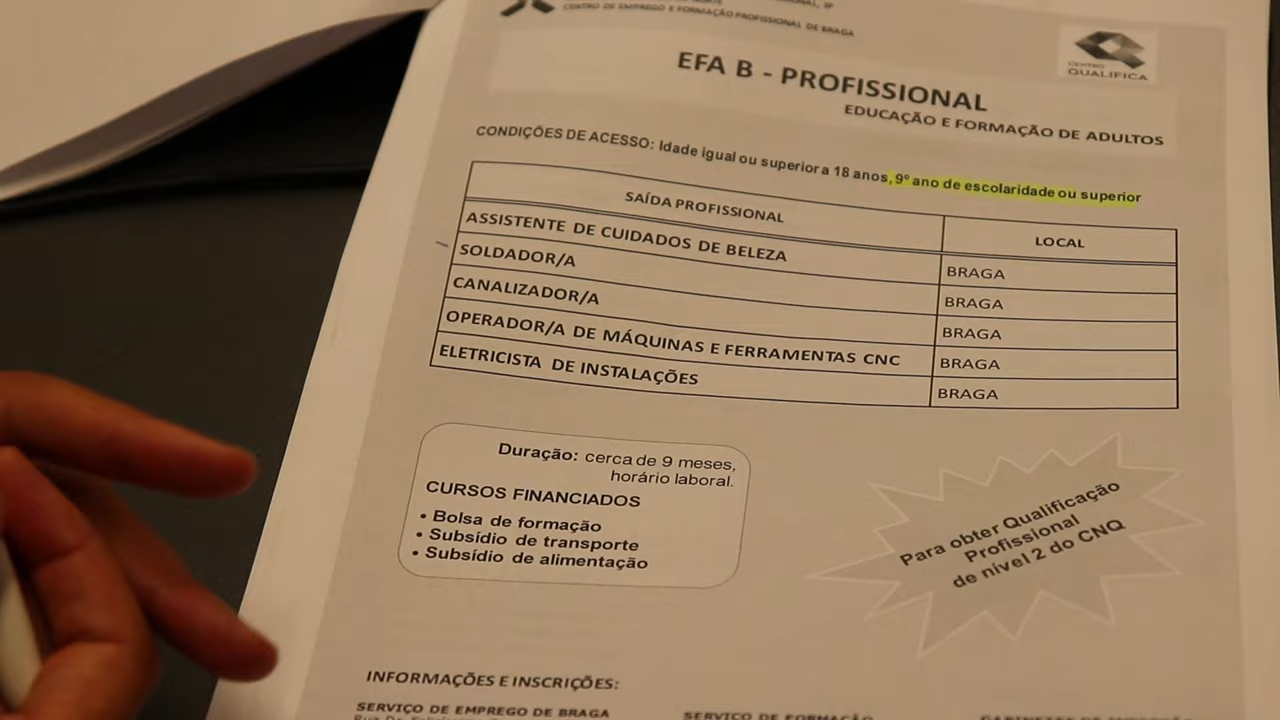 CENTRO DE EMPREGO E FORMAÇÃO PROFISSIONAL DE BRAGA
CENTRO
QUALIFICA
EFA B - PROFISSIONAL
EDUCAÇÃO E FORMAÇÃO DE ADULTOS
CONDIÇÕES DE ACESSO: Idade igual ou superior a 18 anos, 9º ano de escolaridade ou superior
SAÍDA PROFISSIONAL LOCAL
ASSISTENTE DE CUIDADOS DE BELEZA BRAGA
SOLDADOR/A BRAGA
CANALIZADOR/A BRAGA
OPERADOR/A DE MÁQUINAS E FERRAMENTAS CNC BRAGA
ELETRICISTA DE INSTALAÇÕES BRAGA
Duração: cerca de 9 meses,
horário laboral.
CURSOS FINANCIADOS
• Bolsa de formação
• Subsídio de transporte
• Subsídio de alimentação
Para obter Qualificação
Profissional
de nível 2 do CNQ
INFORMAÇÕES E INSCRIÇÕES:
SERVIÇO DE EMPREGO DE BRAGA
SERVIÇO DE FORMAÇÃO